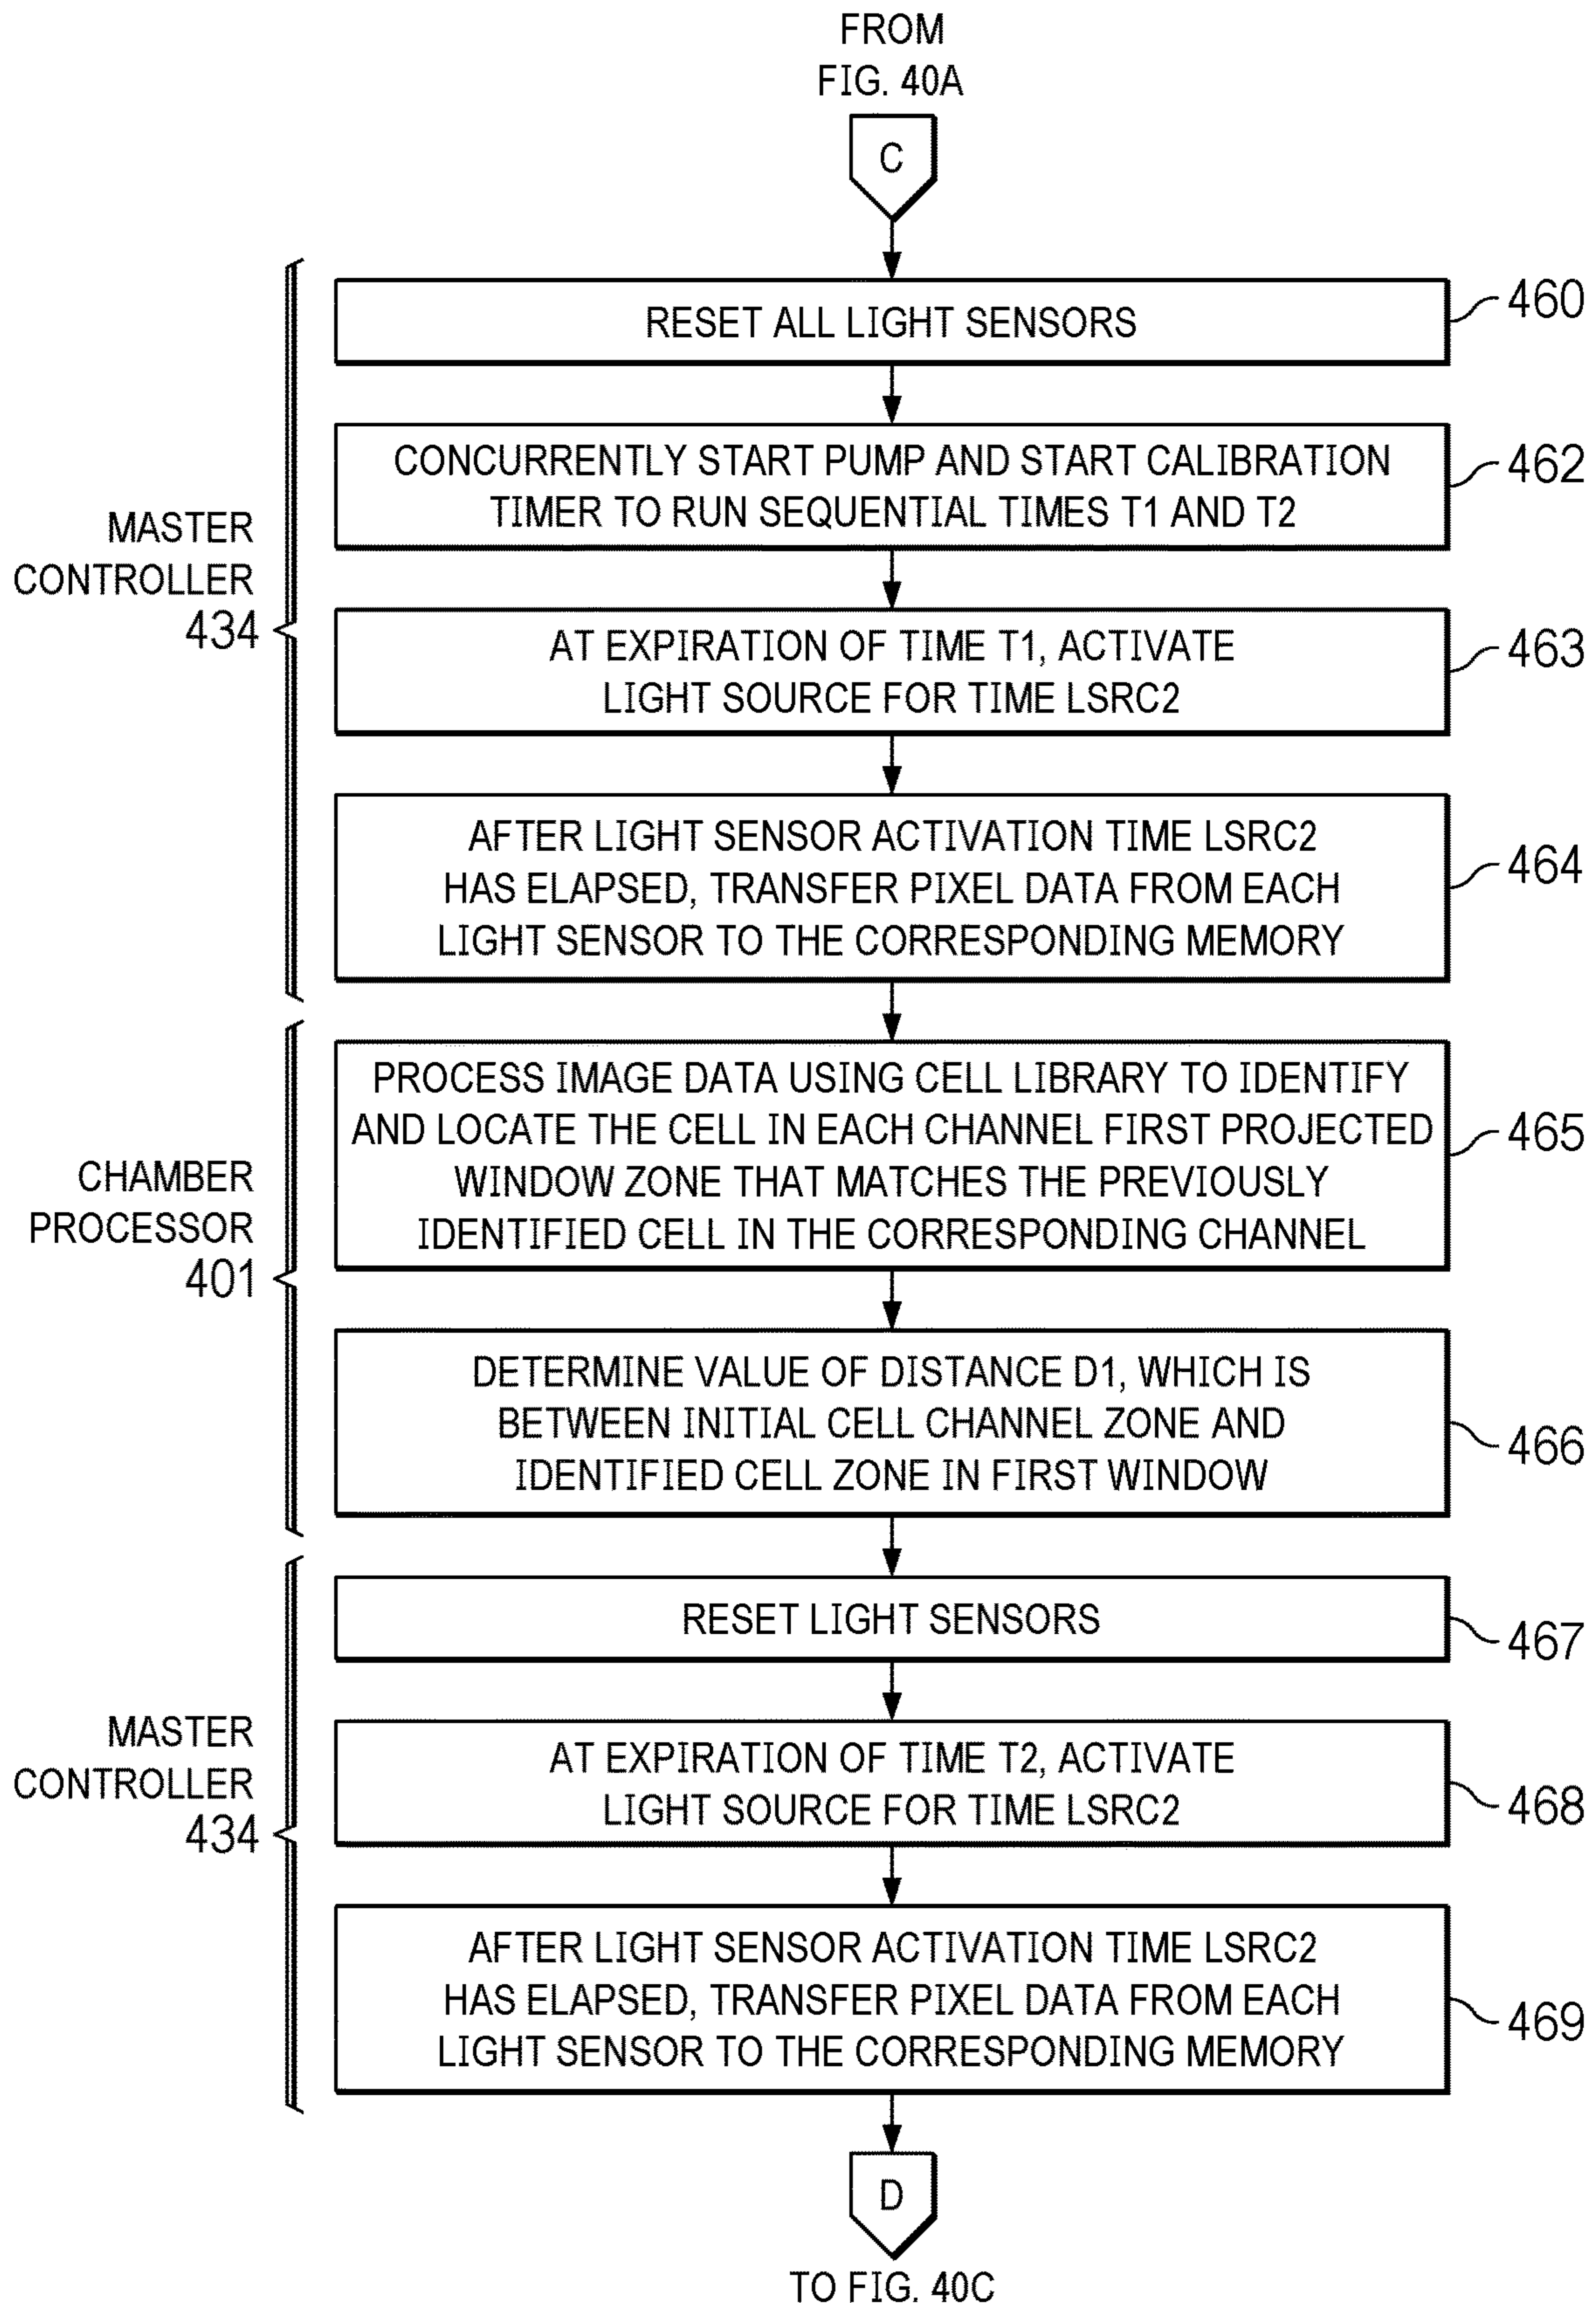 FROM
FIG. 40A
C
RESET ALL LIGHT SENSORS
460
CONCURRENTLY START PUMP AND START CALIBRATION
TIMER TO RUN SEQUENTIAL TIMES T1 AND T2
462
MASTER
CONTROLLER
434
AT EXPIRATION OF TIME T1, ACTIVATE
LIGHT SOURCE FOR TIME LSRC2
463
AFTER LIGHT SENSOR ACTIVATION TIME LSRC2
HAS ELAPSED, TRANSFER PIXEL DATA FROM EACH
LIGHT SENSOR TO THE CORRESPONDING MEMORY
464
PROCESS IMAGE DATA USING CELL LIBRARY TO IDENTIFY
AND LOCATE THE CELL IN EACH CHANNEL FIRST PROJECTED
WINDOW ZONE THAT MATCHES THE PREVIOUSLY
IDENTIFIED CELL IN THE CORRESPONDING CHANNEL
465
CHAMBER
PROCESSOR
401
DETERMINE VALUE OF DISTANCE D1, WHICH IS
BETWEEN INITIAL CELL CHANNEL ZONE AND
IDENTIFIED CELL ZONE IN FIRST WINDOW
466
RESET LIGHT SENSORS
467
MASTER
CONTROLLER
434
AT EXPIRATION OF TIME T2, ACTIVATE
LIGHT SOURCE FOR TIME LSRC2
468
AFTER LIGHT SENSOR ACTIVATION TIME LSRC2
HAS ELAPSED, TRANSFER PIXEL DATA FROM EACH
LIGHT SENSOR TO THE CORRESPONDING MEMORY
469
D
TO FIG. 40C